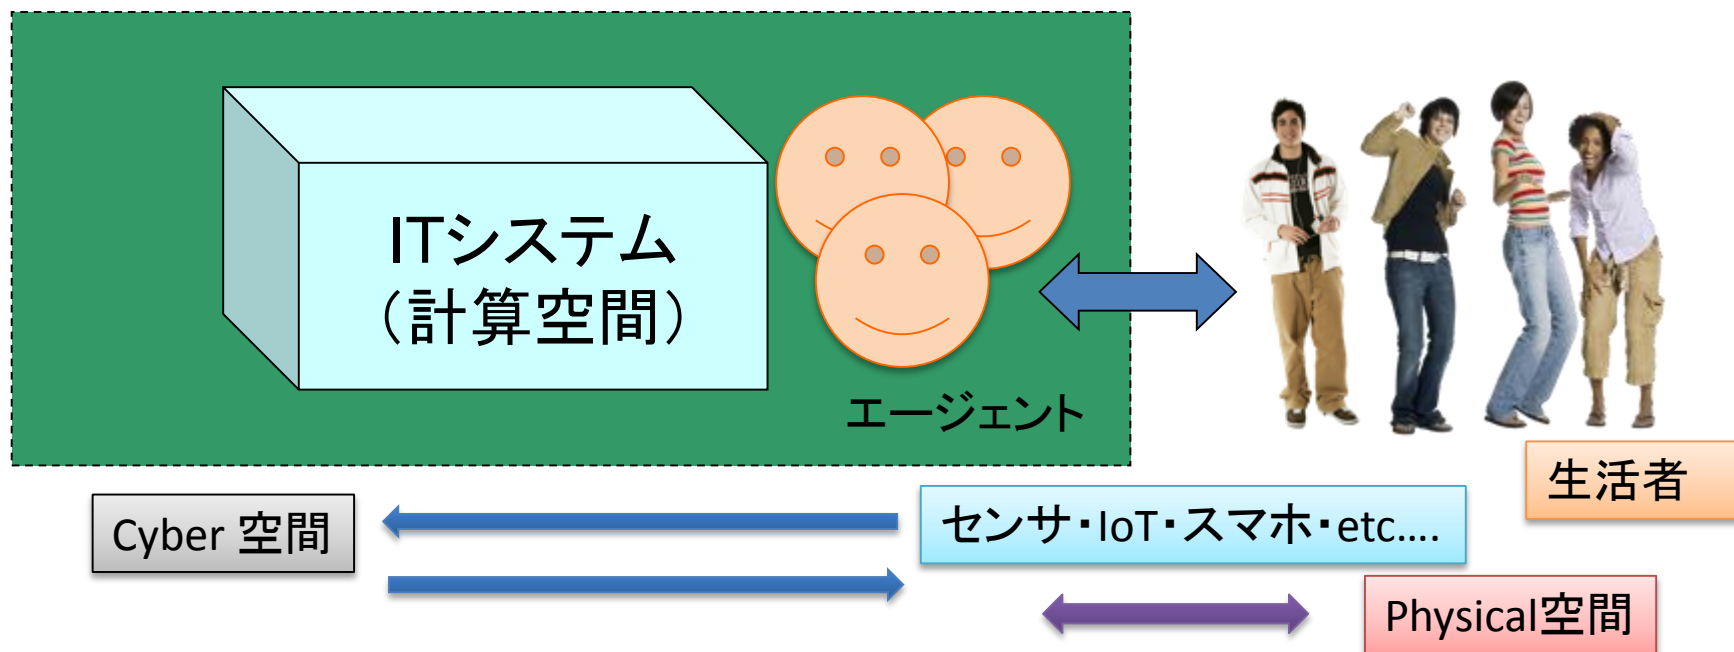 ITシステム
（計算空間）
エージェント
生活者
Cyber 空間
センサ・IoT・スマホ・etc....
Physical空間